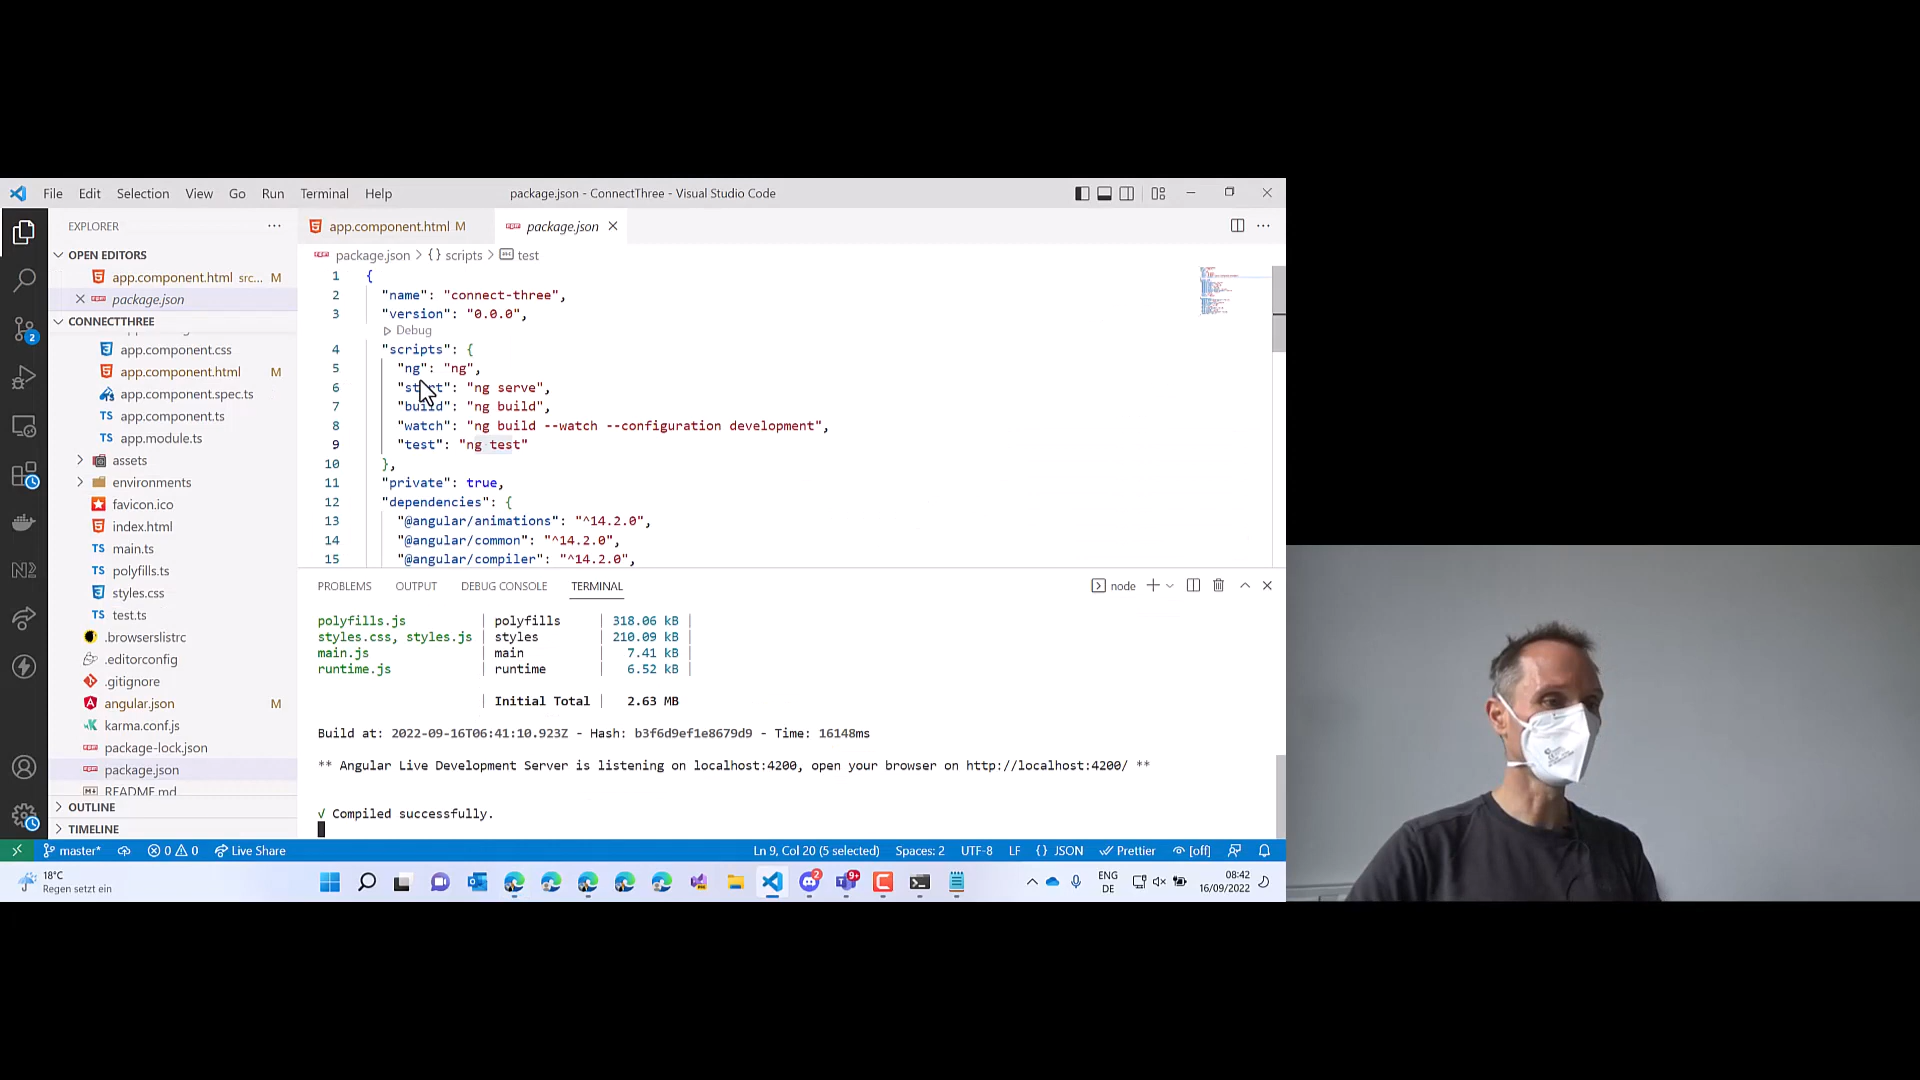 File Edit Selection View Go Run Terminal Help package.json - ConnectThree - Visual Studio Code
EXPLORER
OPEN EDITORS
app.component.html src... M
package.json
CONNECTTHREE
app.component.css
app.component.html M
app.component.spec.ts
app.component.ts
app.module.ts
assets
environments
favicon.ico
index.html
main.ts
polyfills.ts
styles.css
test.ts
.browserslistrc
.editorconfig
.gitignore
angular.json M
karma.conf.js
package-lock.json
package.json
README.md
OUTLINE
TIMELINE
app.component.html M package.json
package.json > {} scripts > test
1 {
2 "name": "connect-three",
3 "version": "0.0.0",
Debug
4 "scripts": {
5 "ng": "ng",
6 "start": "ng serve",
7 "build": "ng build",
8 "watch": "ng build --watch --configuration development",
9 "test": "ng test"
10 },
11 "private": true,
12 "dependencies": {
13 "@angular/animations": "^14.2.0",
14 "@angular/common": "^14.2.0",
15 "@angular/compiler": "^14.2.0",
PROBLEMS OUTPUT DEBUG CONSOLE TERMINAL node
polyfills.js | polyfills | 318.06 kB |
styles.css, styles.js | styles | 210.09 kB |
main.js | main | 7.41 kB |
runtime.js | runtime | 6.52 kB |
| Initial Total | 2.63 MB
Build at: 2022-09-16T06:41:10.923Z - Hash: b3f6d9ef1e8679d9 - Time: 16148ms
** Angular Live Development Server is listening on localhost:4200, open your browser on http://localhost:4200/ **
√ Compiled successfully.
master* 0 0 Live Share Ln 9, Col 20 (5 selected) Spaces: 2 UTF-8 LF {} JSON Prettier [off]
18°C
Regen setzt ein
2
9+
ENG
DE
08:42
16/09/2022